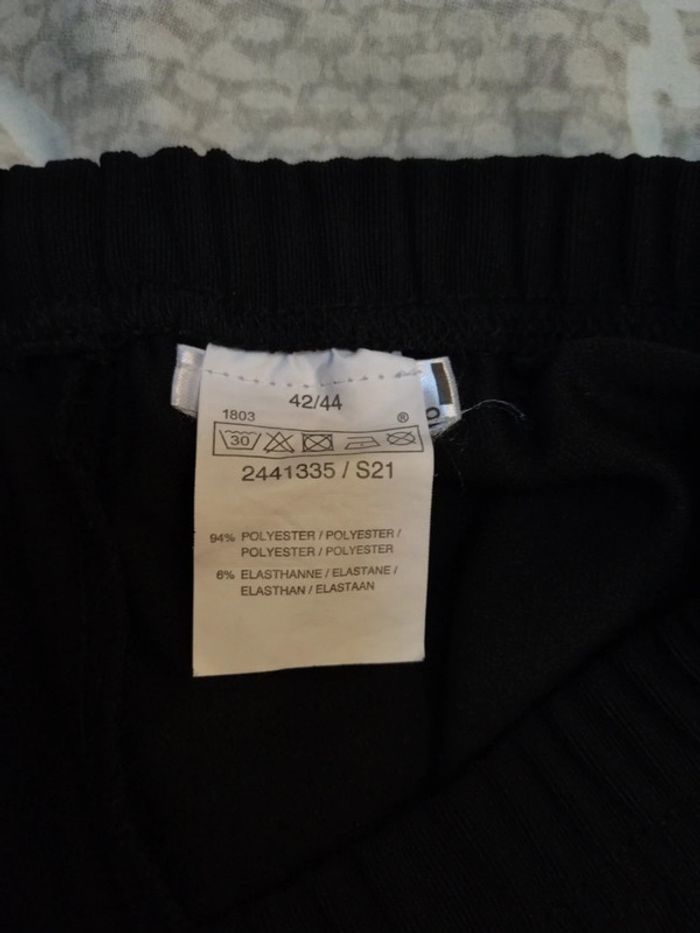 42/44
1803 ®
30
2441335 / S21
94% POLYESTER / POLYESTER /
POLYESTER / POLYESTER
6% ELASTHANNE / ELASTANE /
ELASTHAN / ELASTAAN